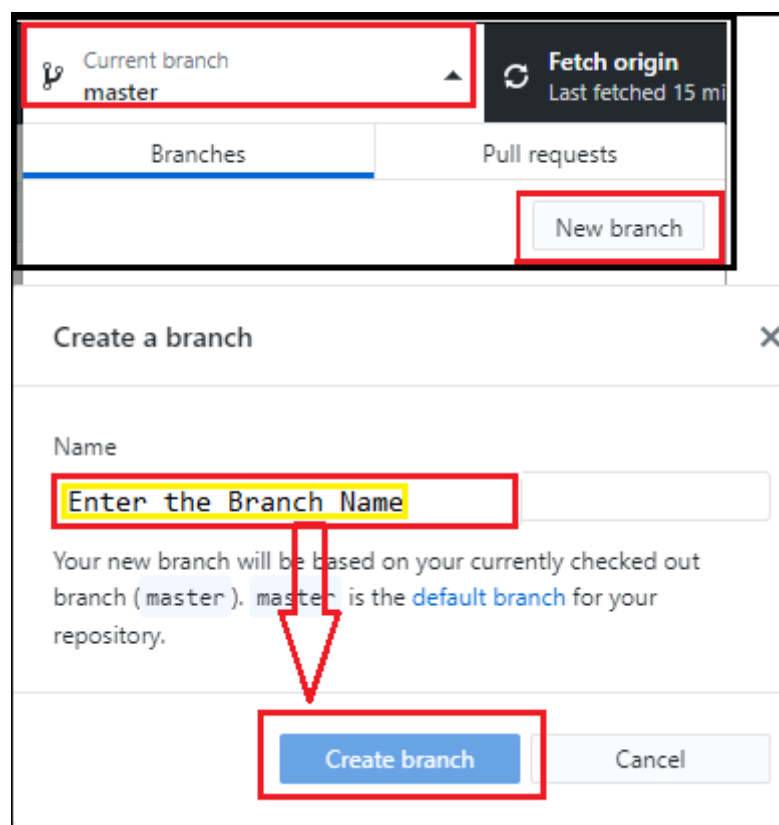 Current branch
master
Fetch origin
Last fetched 15 mi
Branches
Pull requests
New branch
Create a branch
Name
Enter the Branch Name
Your new branch will be based on your currently checked out
branch (master). master is the default branch for your
repository.
Create branch
Cancel